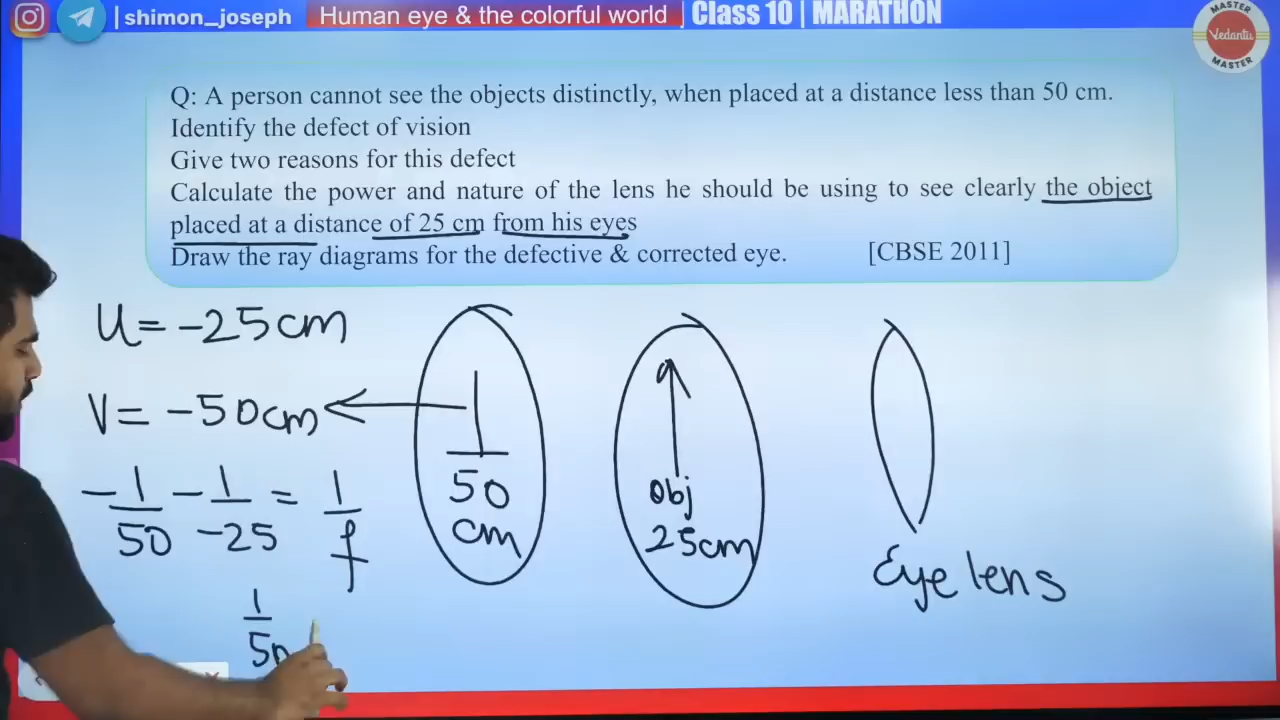 |shimon_joseph Human eye & the colorful world | Class 10 | MARATHON
MASTER
Vedantu
MASTER
Q: A person cannot see the objects distinctly, when placed at a distance less than 50 cm.
Identify the defect of vision
Give two reasons for this defect
Calculate the power and nature of the lens he should be using to see clearly the object
placed at a distance of 25 cm from his eyes
Draw the ray diagrams for the defective & corrected eye. [CBSE 2011]
U= -25cm
V= -50cm
-1/50 - 1/-25 = 1/f
1/50
50
cm
Obj
25cm
Eye lens